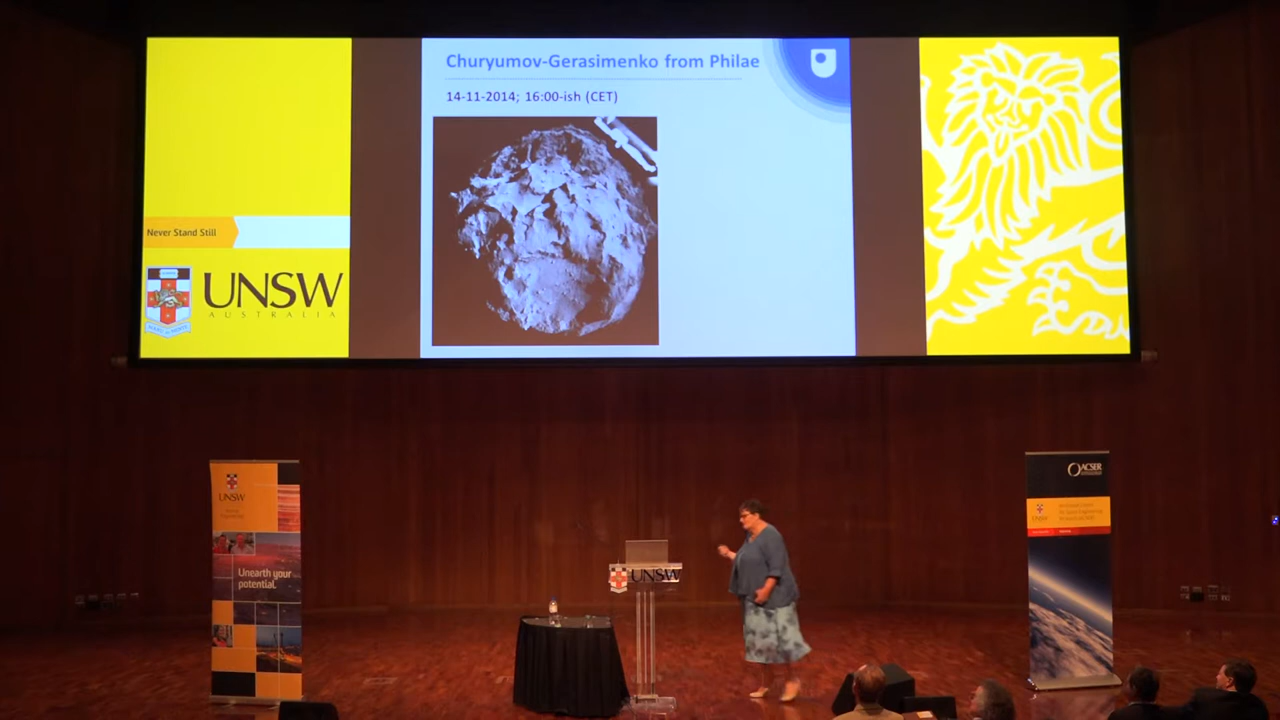 Churyumov-Gerasimenko from Philae
14-11-2014; 16:00-ish (CET)
Never Stand Still
UNSW
AUSTRALIA
UNSW
Unearth your
potential.
UNSW
ACSER
UNSW